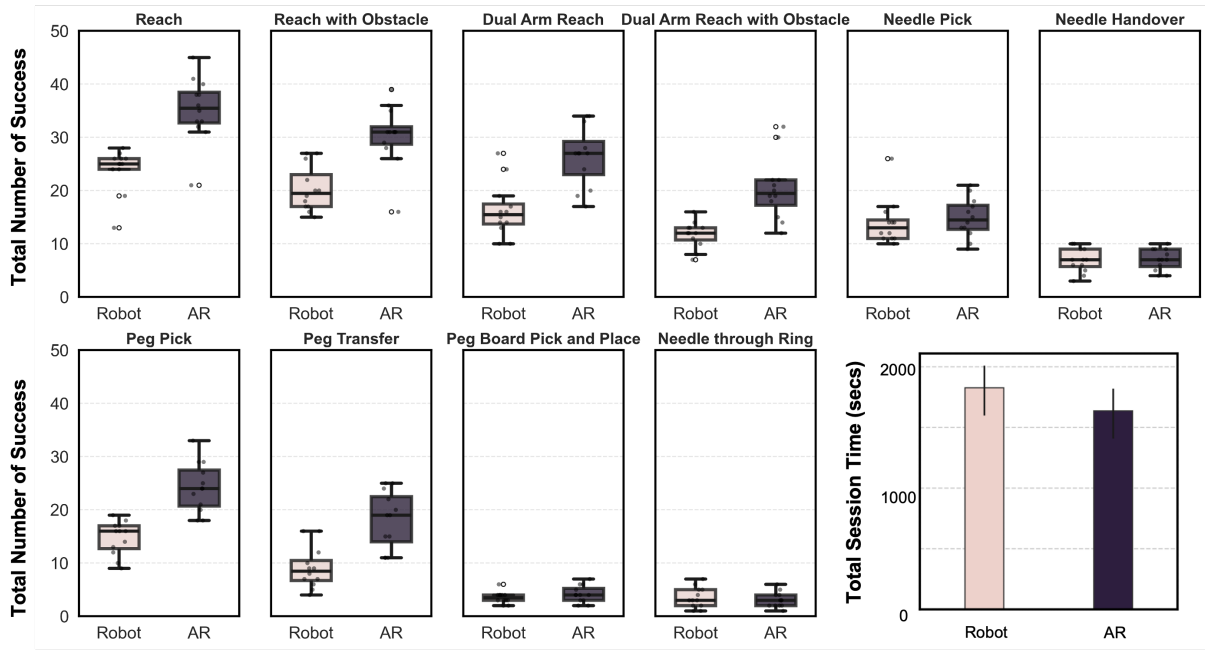 Reach
Reach with Obstacle
Dual Arm Reach
Dual Arm Reach with Obstacle
Needle Pick
Needle Handover
Total Number of Success
50
40
30
20
10
0
Robot AR
Robot AR
Robot AR
Robot AR
Robot AR
Robot AR
Peg Pick
Peg Transfer
Peg Board Pick and Place
Needle through Ring
Total Number of Success
50
40
30
20
10
0
Robot AR
Robot AR
Robot AR
Robot AR
Total Session Time (secs)
2000
1000
0
Robot AR